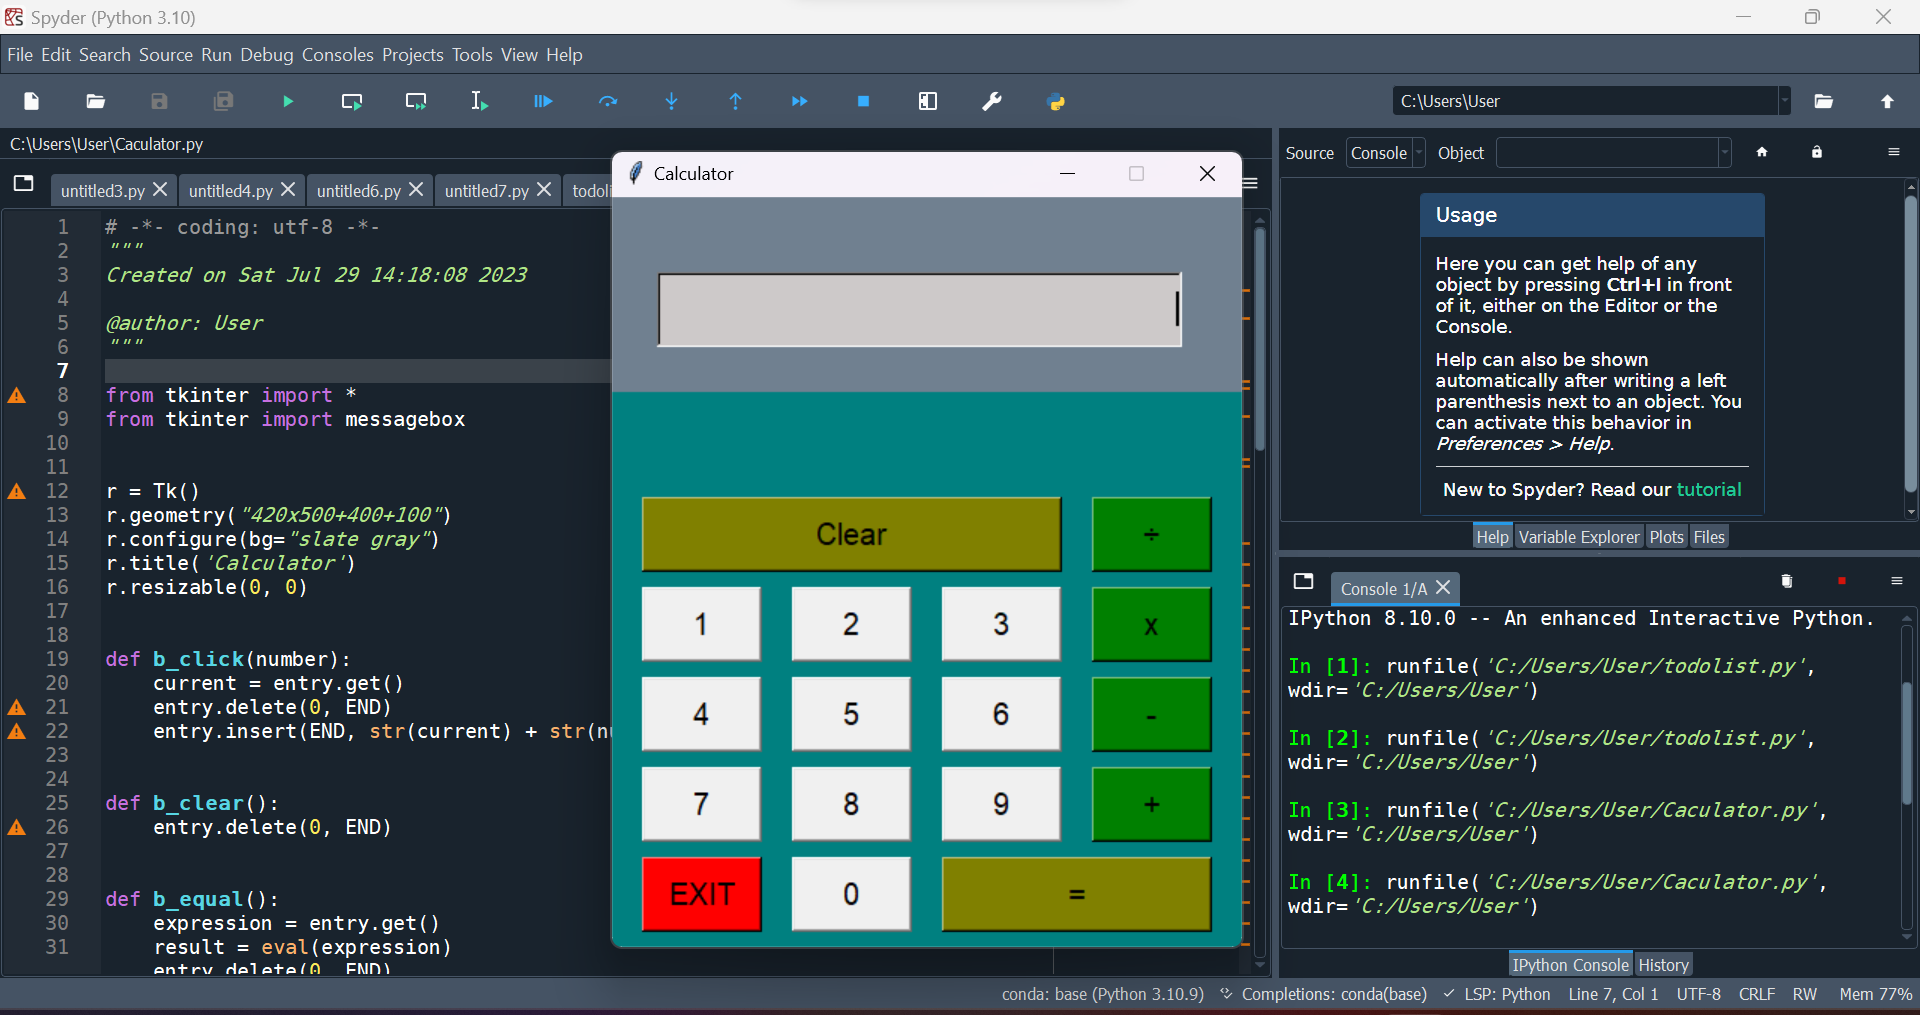 Spyder (Python 3.10)
File Edit Search Source Run Debug Consoles Projects Tools View Help
C:\Users\User
C:\Users\User\Caculator.py
untitled3.py untitled4.py untitled6.py untitled7.py todoli
1 # -*- coding: utf-8 -*-
2 """
3 Created on Sat Jul 29 14:18:08 2023
4
5 @author: User
6 """
7
8 from tkinter import *
9 from tkinter import messagebox
10
11
12 r = Tk()
13 r.geometry("420x500+400+100")
14 r.configure(bg="slate gray")
15 r.title('Calculator')
16 r.resizable(0, 0)
17
18
19 def b_click(number):
20 current = entry.get()
21 entry.delete(0, END)
22 entry.insert(END, str(current) + str(nu
23
24
25 def b_clear():
26 entry.delete(0, END)
27
28
29 def b_equal():
30 expression = entry.get()
31 result = eval(expression)
entry.delete(0, END)
Calculator
Clear ÷
1 2 3 x
4 5 6 -
7 8 9 +
EXIT 0 =
Source Console Object
Usage
Here you can get help of any
object by pressing Ctrl+I in front
of it, either on the Editor or the
Console.
Help can also be shown
automatically after writing a left
parenthesis next to an object. You
can activate this behavior in
Preferences > Help.
New to Spyder? Read our tutorial
Help Variable Explorer Plots Files
Console 1/A
IPython 8.10.0 -- An enhanced Interactive Python.
In [1]: runfile('C:/Users/User/todolist.py',
wdir='C:/Users/User')
In [2]: runfile('C:/Users/User/todolist.py',
wdir='C:/Users/User')
In [3]: runfile('C:/Users/User/Caculator.py',
wdir='C:/Users/User')
In [4]: runfile('C:/Users/User/Caculator.py',
wdir='C:/Users/User')
IPython Console History
conda: base (Python 3.10.9) Completions: conda(base) LSP: Python Line 7, Col 1 UTF-8 CRLF RW Mem 77%